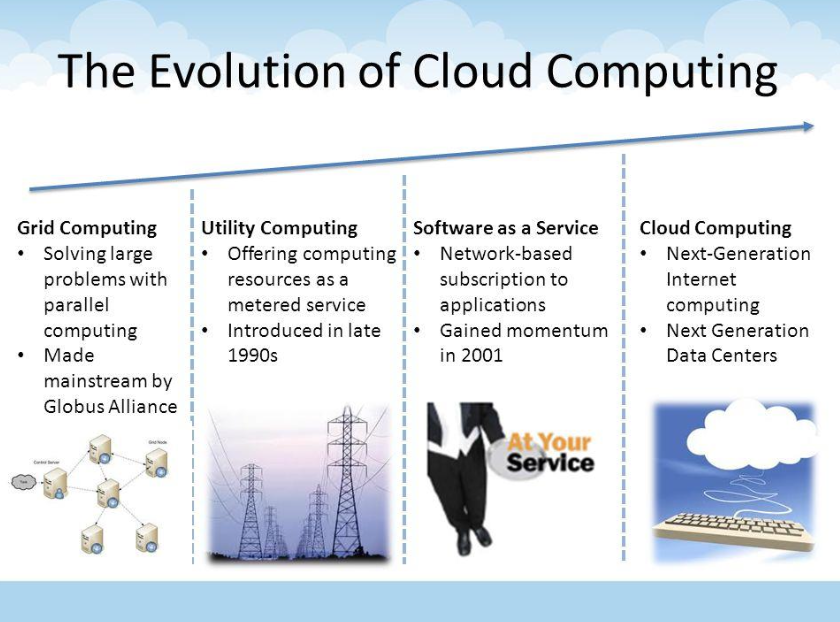 The Evolution of Cloud Computing
Grid Computing
• Solving large
problems with
parallel
computing
• Made
mainstream by
Globus Alliance
Utility Computing
• Offering computing
resources as a
metered service
• Introduced in late
1990s
Software as a Service
• Network-based
subscription to
applications
• Gained momentum
in 2001
Cloud Computing
• Next-Generation
Internet
computing
• Next Generation
Data Centers
Grid Node
Control Server
Task
At Your
Service